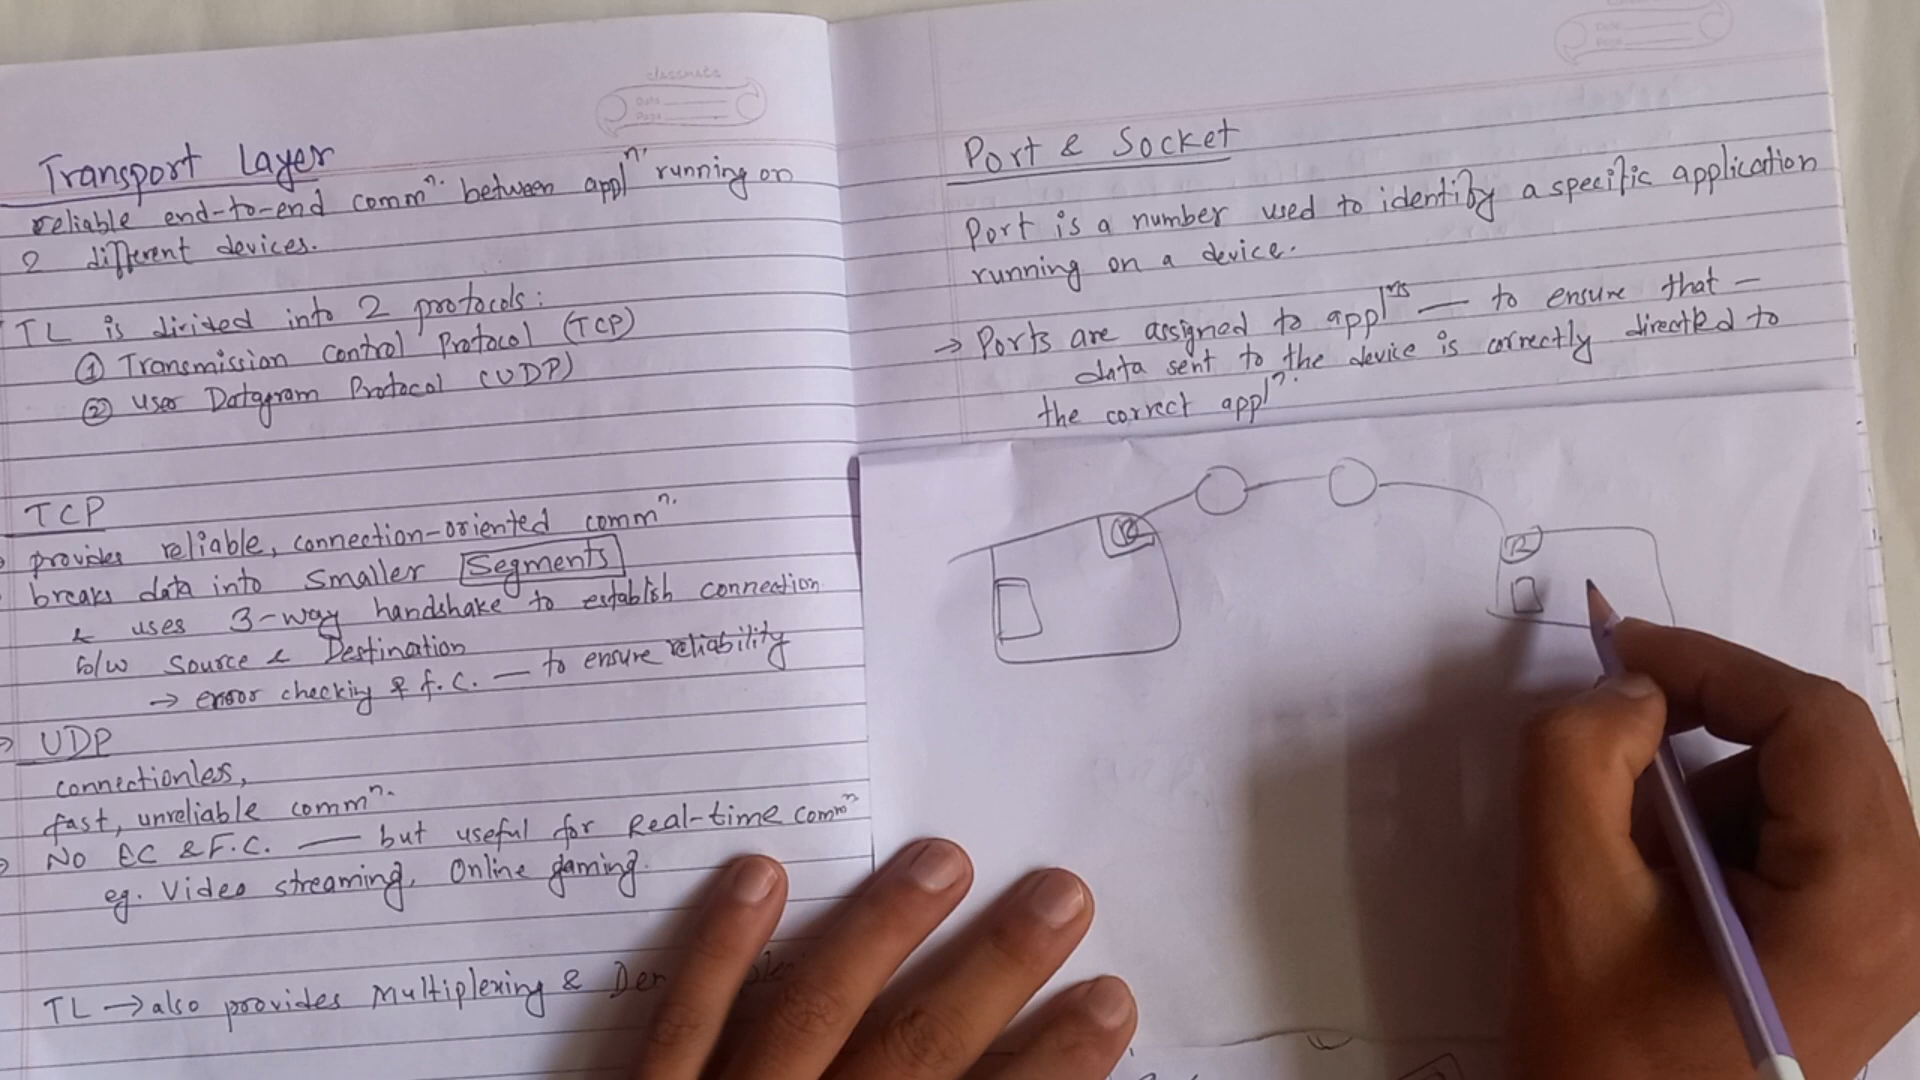 classmate
Date
Page
Transport Layer
reliable end-to-end commⁿ. between applⁿ. running on
2 different devices.
TL is divided into 2 protocols:
① Transmission control Protocol (TCP)
② User Datagram Protocol (UDP)
TCP
provides reliable, connection-oriented commⁿ.
breaks data into smaller Segments
& uses 3-way handshake to establish connection
b/w Source & Destination
→ error checking & f.C. — to ensure reliability
UDP
connectionless,
fast, unreliable commⁿ.
NO EC & F.C. — but useful for Real-time commⁿ
eg. Video streaming, Online gaming.
TL → also provides Multiplexing &
Date
Page
Port & Socket
Port is a number used to identify a specific application
running on a device.
→ Ports are assigned to applⁿˢ — to ensure that —
data sent to the device is correctly directed to
the correct applⁿ.
R
R